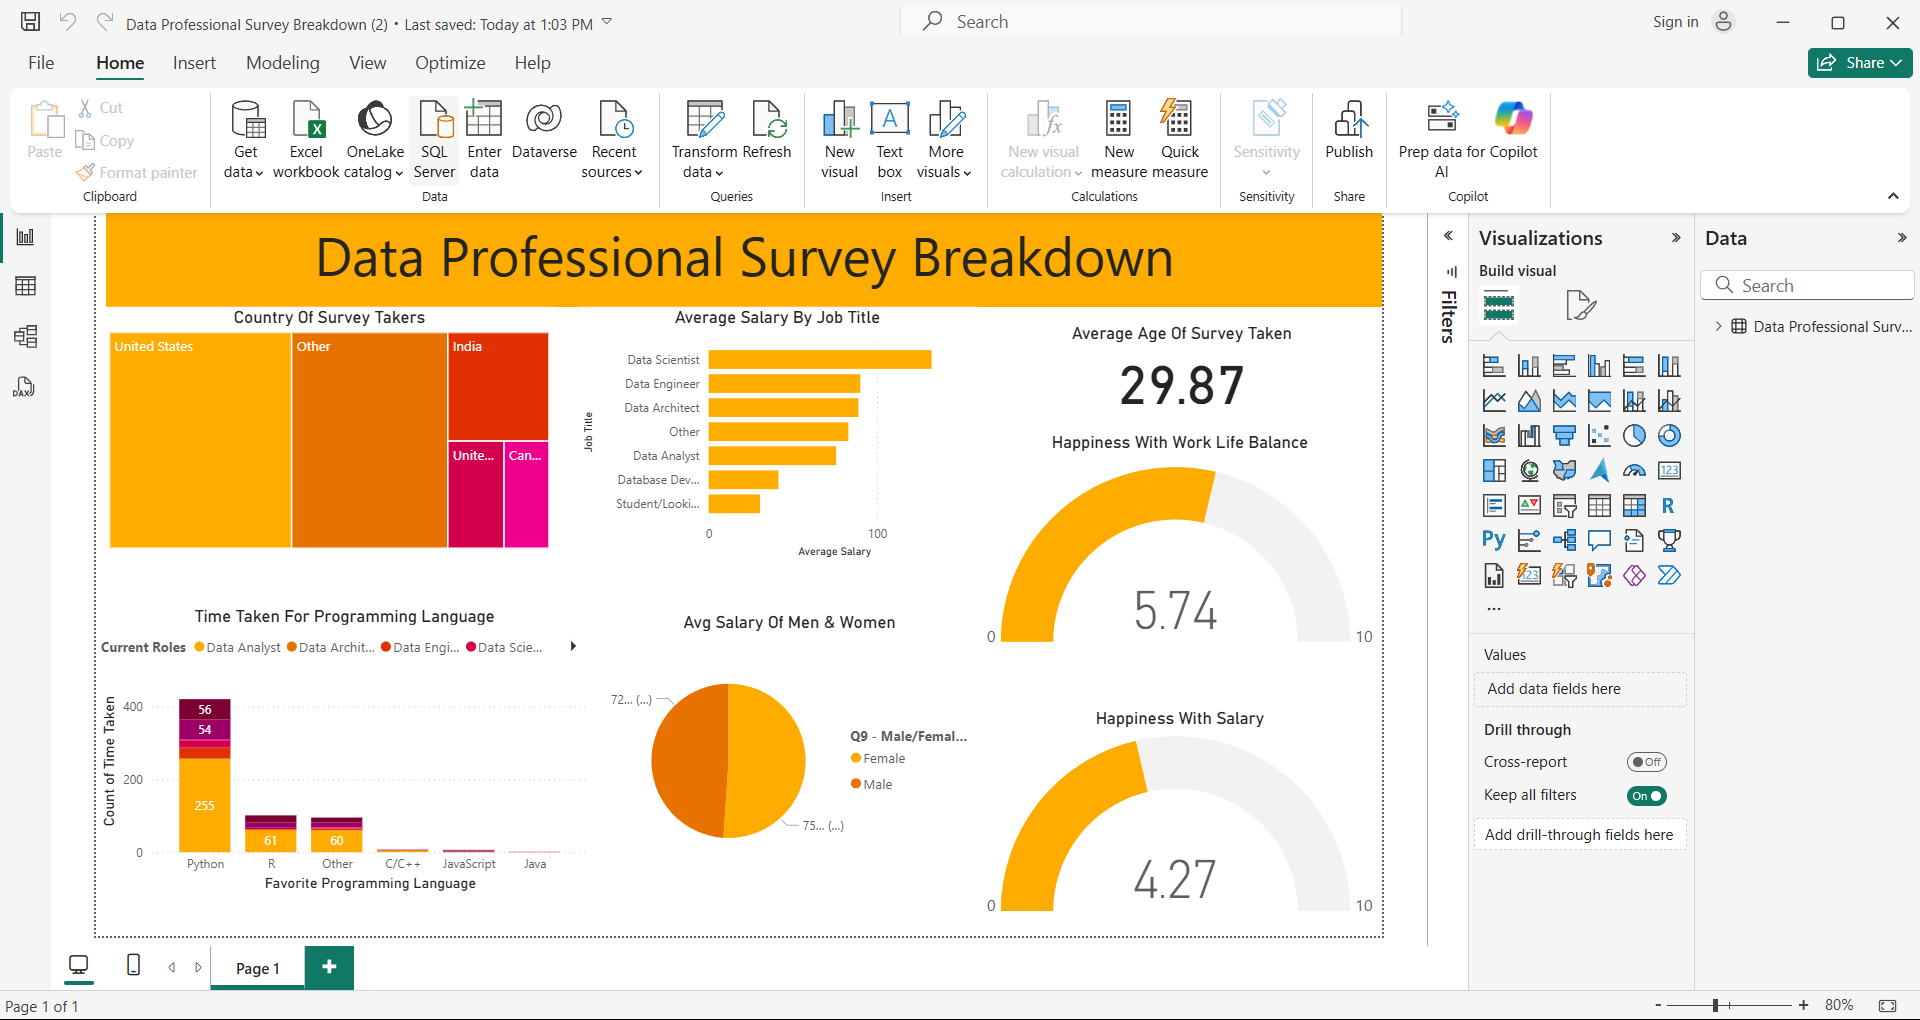 Data Professional Survey Breakdown (2) • Last saved: Today at 1:03 PM
Search
Sign in
File Home Insert Modeling View Optimize Help
Share
Paste
Cut
Copy
Format painter
Clipboard
Get data
Excel workbook
OneLake catalog
SQL Server
Enter data
Dataverse
Recent sources
Data
Transform data
Refresh
Queries
New visual
Text box
More visuals
Insert
New visual calculation
New measure
Quick measure
Calculations
Sensitivity
Sensitivity
Publish
Share
Prep data for AI
Copilot
Copilot
Data Professional Survey Breakdown
Country Of Survey Takers
United States
Other
India
Unite...
Can...
Average Salary By Job Title
Job Title
Data Scientist
Data Engineer
Data Architect
Other
Data Analyst
Database Dev...
Student/Looki...
0 100
Average Salary
Average Age Of Survey Taken
29.87
Happiness With Work Life Balance
5.74
0 10
Time Taken For Programming Language
Current Roles Data Analyst Data Archit... Data Engi... Data Scie...
Count of Time Taken
400
200
0
56
54
255
61
60
Python R Other C/C++ JavaScript Java
Favorite Programming Language
Avg Salary Of Men & Women
72... (...)
75... (...)
Q9 - Male/Femal...
Female
Male
Happiness With Salary
4.27
0 10
Filters
Visualizations
Build visual
123
R
Py
123
...
Values
Add data fields here
Drill through
Cross-report Off
Keep all filters On
Add drill-through fields here
Data
Search
Data Professional Surv...
DAX
Page 1
Page 1 of 1
- + 80%